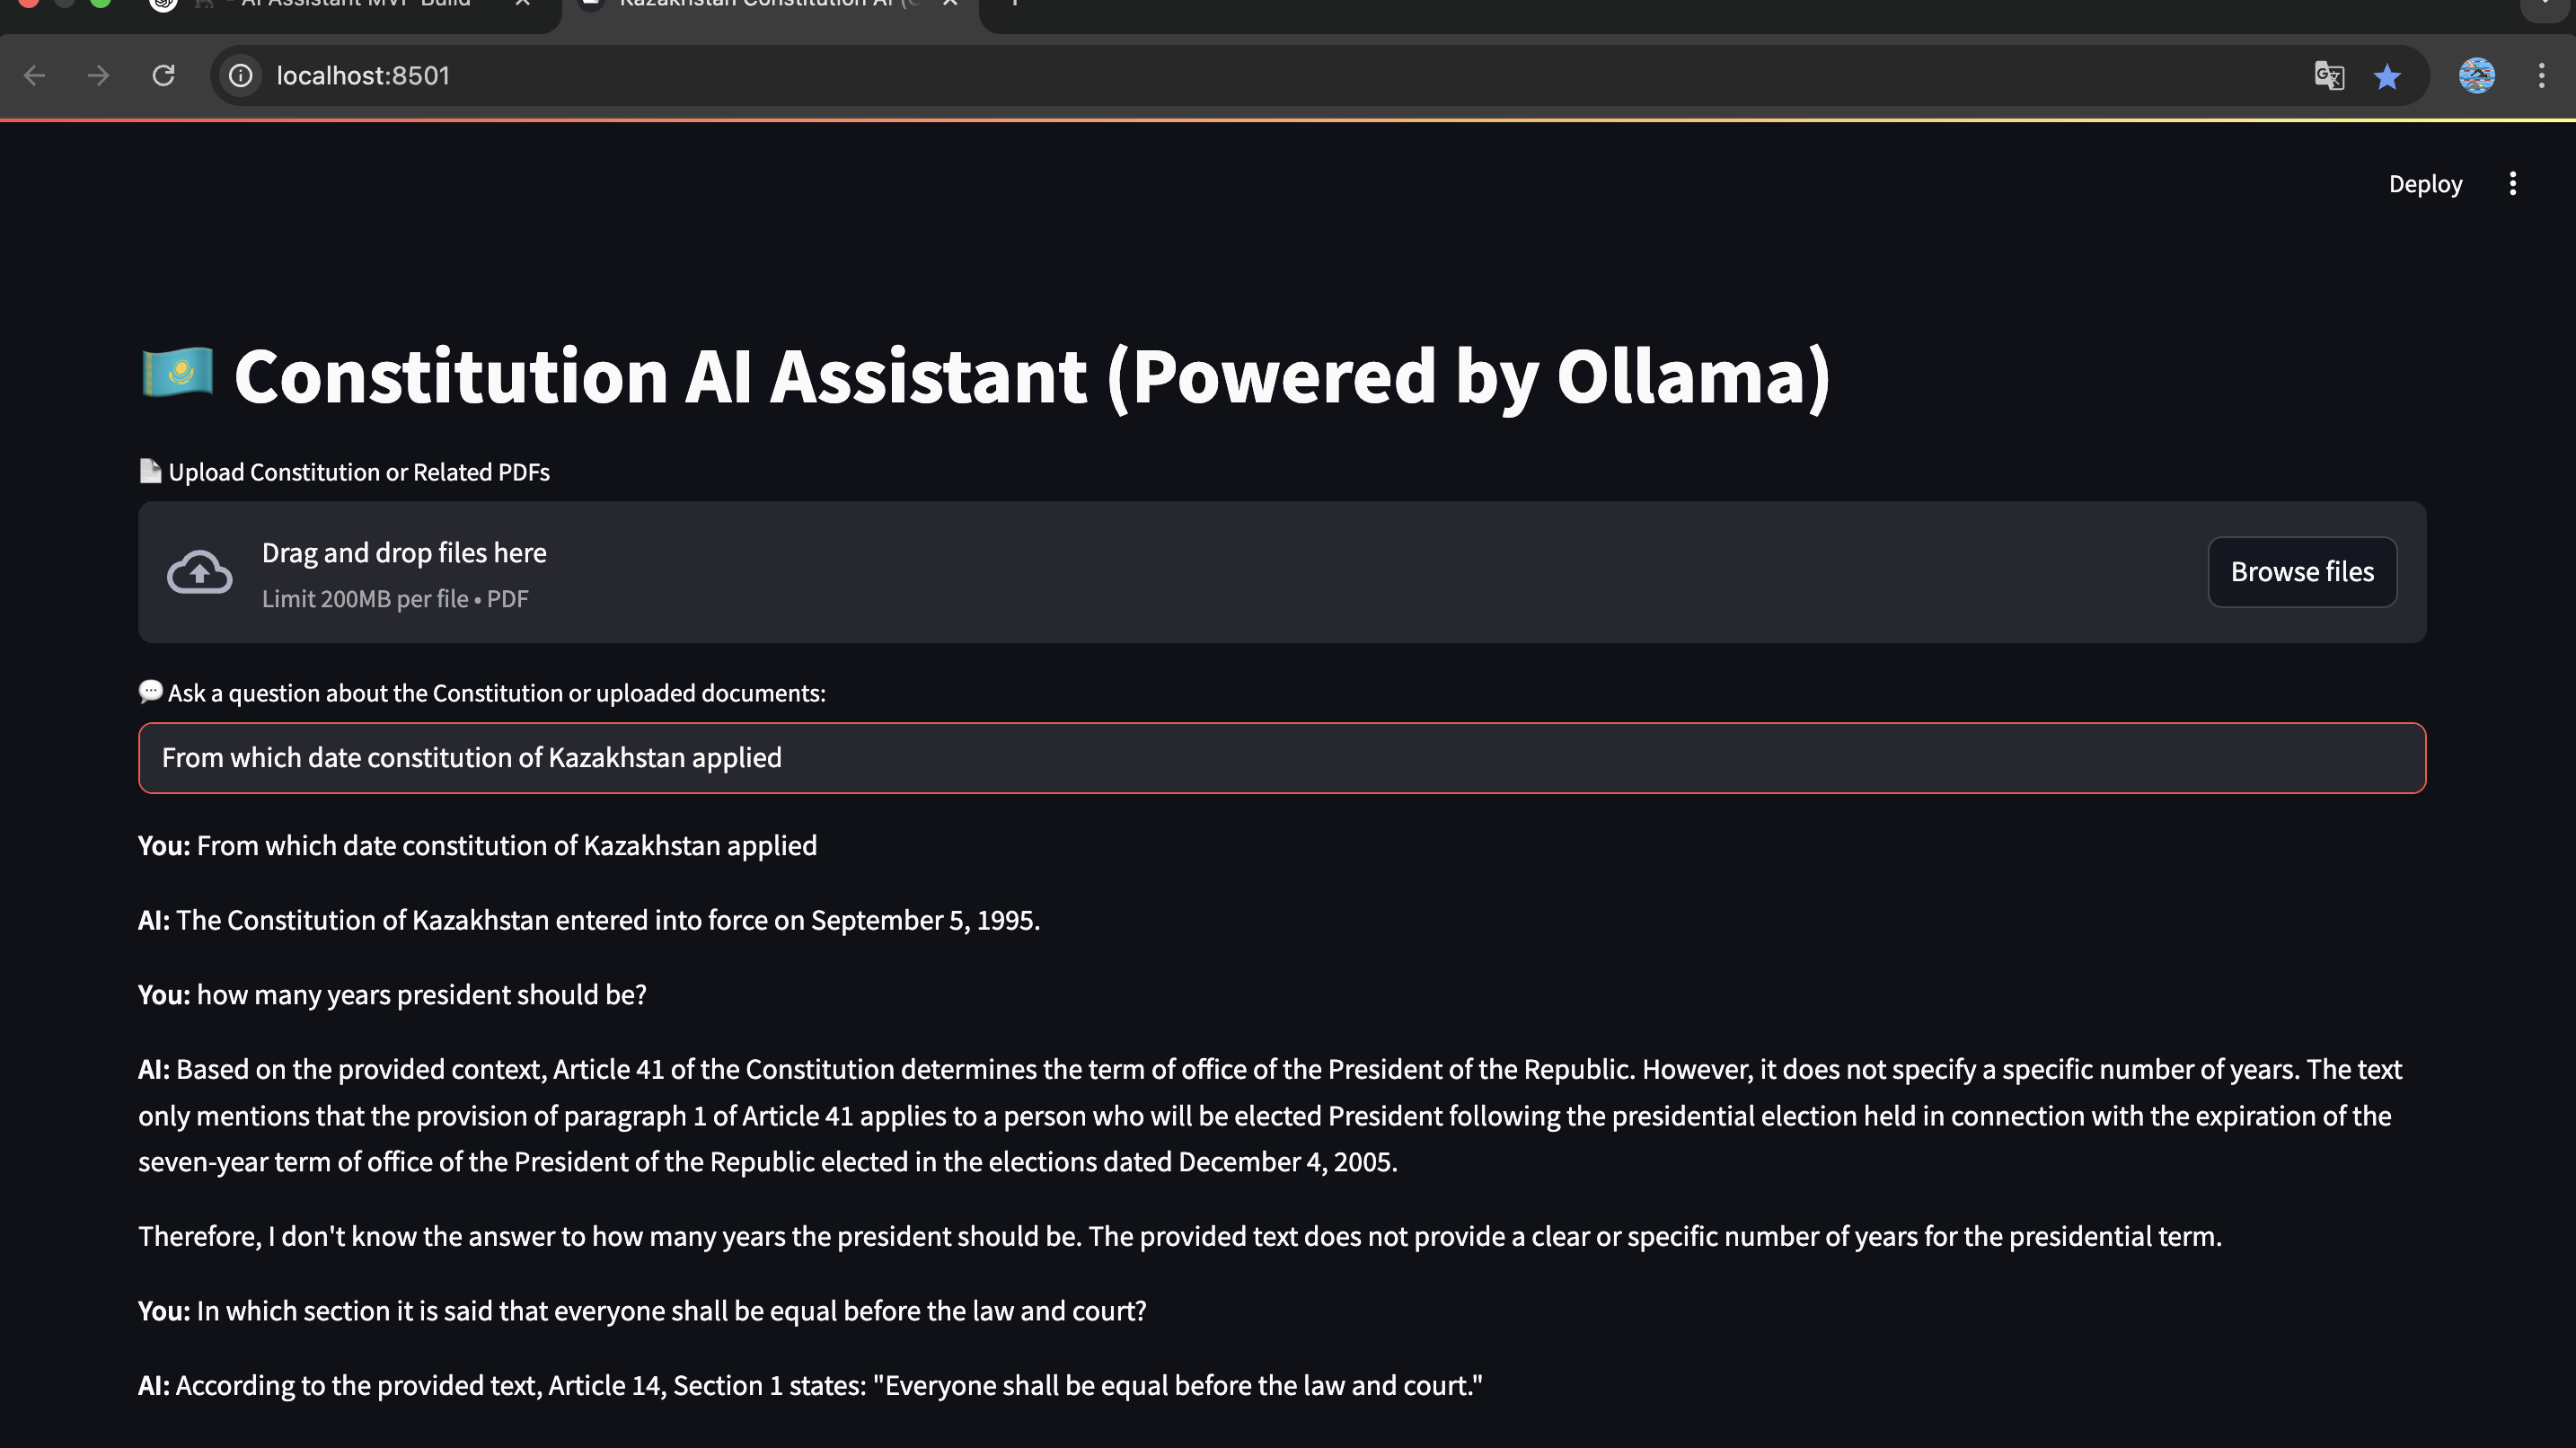 AI Assistant MVP Build
Kazakhstan Constitution AI (
localhost:8501
Deploy
Constitution AI Assistant (Powered by Ollama)
Upload Constitution or Related PDFs
Drag and drop files here
Limit 200MB per file • PDF
Browse files
Ask a question about the Constitution or uploaded documents:
From which date constitution of Kazakhstan applied
You: From which date constitution of Kazakhstan applied
AI: The Constitution of Kazakhstan entered into force on September 5, 1995.
You: how many years president should be?
AI: Based on the provided context, Article 41 of the Constitution determines the term of office of the President of the Republic. However, it does not specify a specific number of years. The text
only mentions that the provision of paragraph 1 of Article 41 applies to a person who will be elected President following the presidential election held in connection with the expiration of the
seven-year term of office of the President of the Republic elected in the elections dated December 4, 2005.
Therefore, I don't know the answer to how many years the president should be. The provided text does not provide a clear or specific number of years for the presidential term.
You: In which section it is said that everyone shall be equal before the law and court?
AI: According to the provided text, Article 14, Section 1 states: "Everyone shall be equal before the law and court."